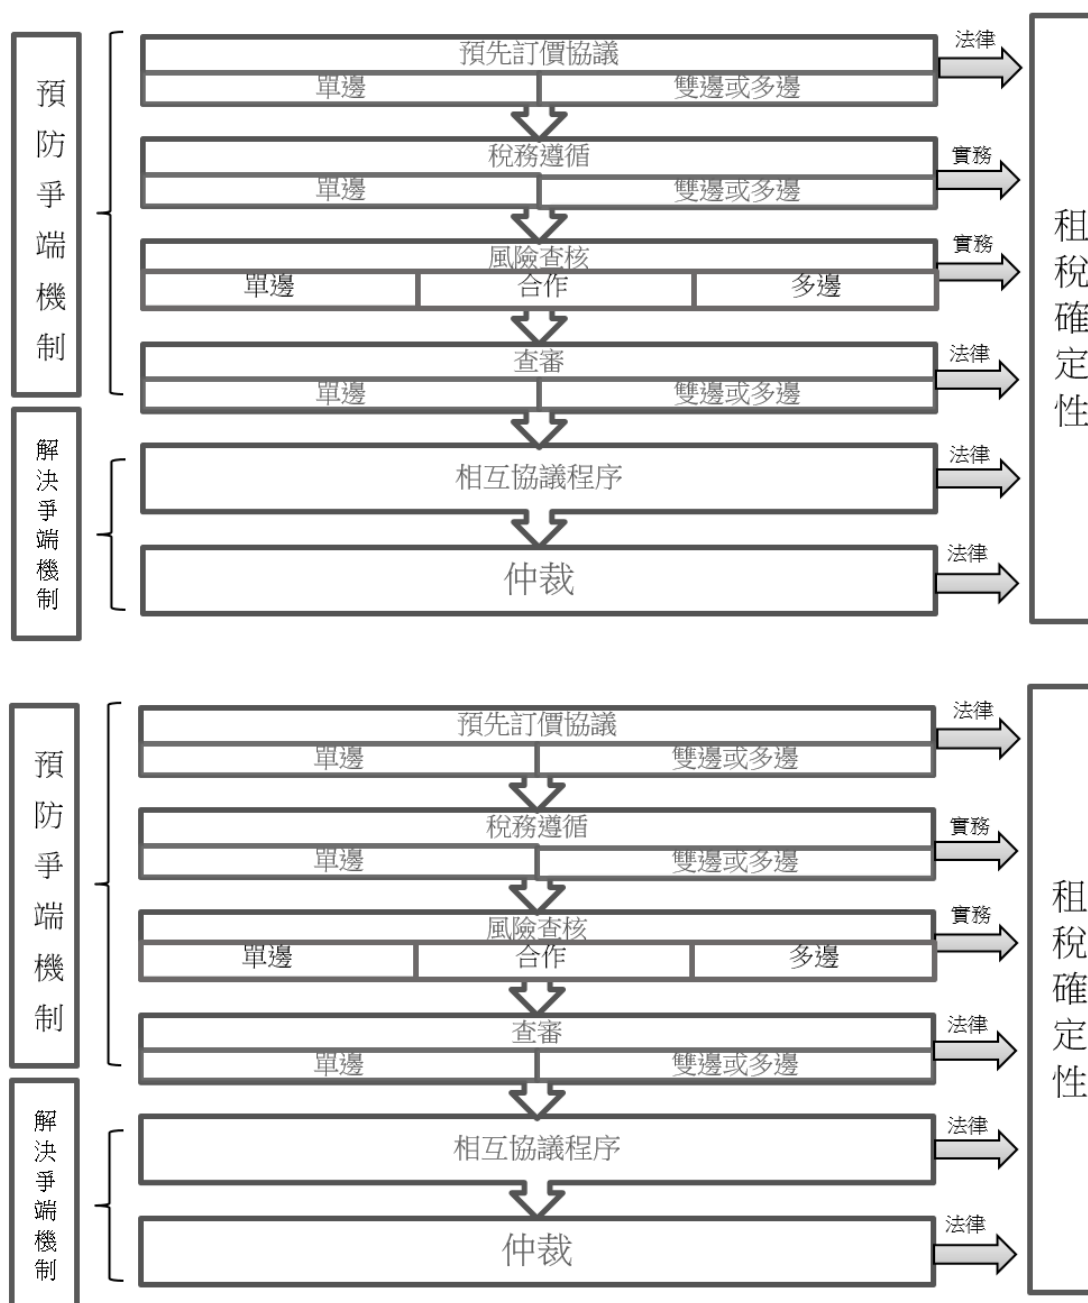 預防爭端機制
預先訂價協議
單邊
雙邊或多邊
法律
稅務遵循
單邊
雙邊或多邊
實務
風險查核
單邊
合作
多邊
實務
查審
單邊
雙邊或多邊
法律
解決爭端機制
相互協議程序
法律
仲裁
法律
租稅確定性
預防爭端機制
預先訂價協議
單邊
雙邊或多邊
法律
稅務遵循
單邊
雙邊或多邊
實務
風險查核
單邊
合作
多邊
實務
查審
單邊
雙邊或多邊
法律
解決爭端機制
相互協議程序
法律
仲裁
法律
租稅確定性